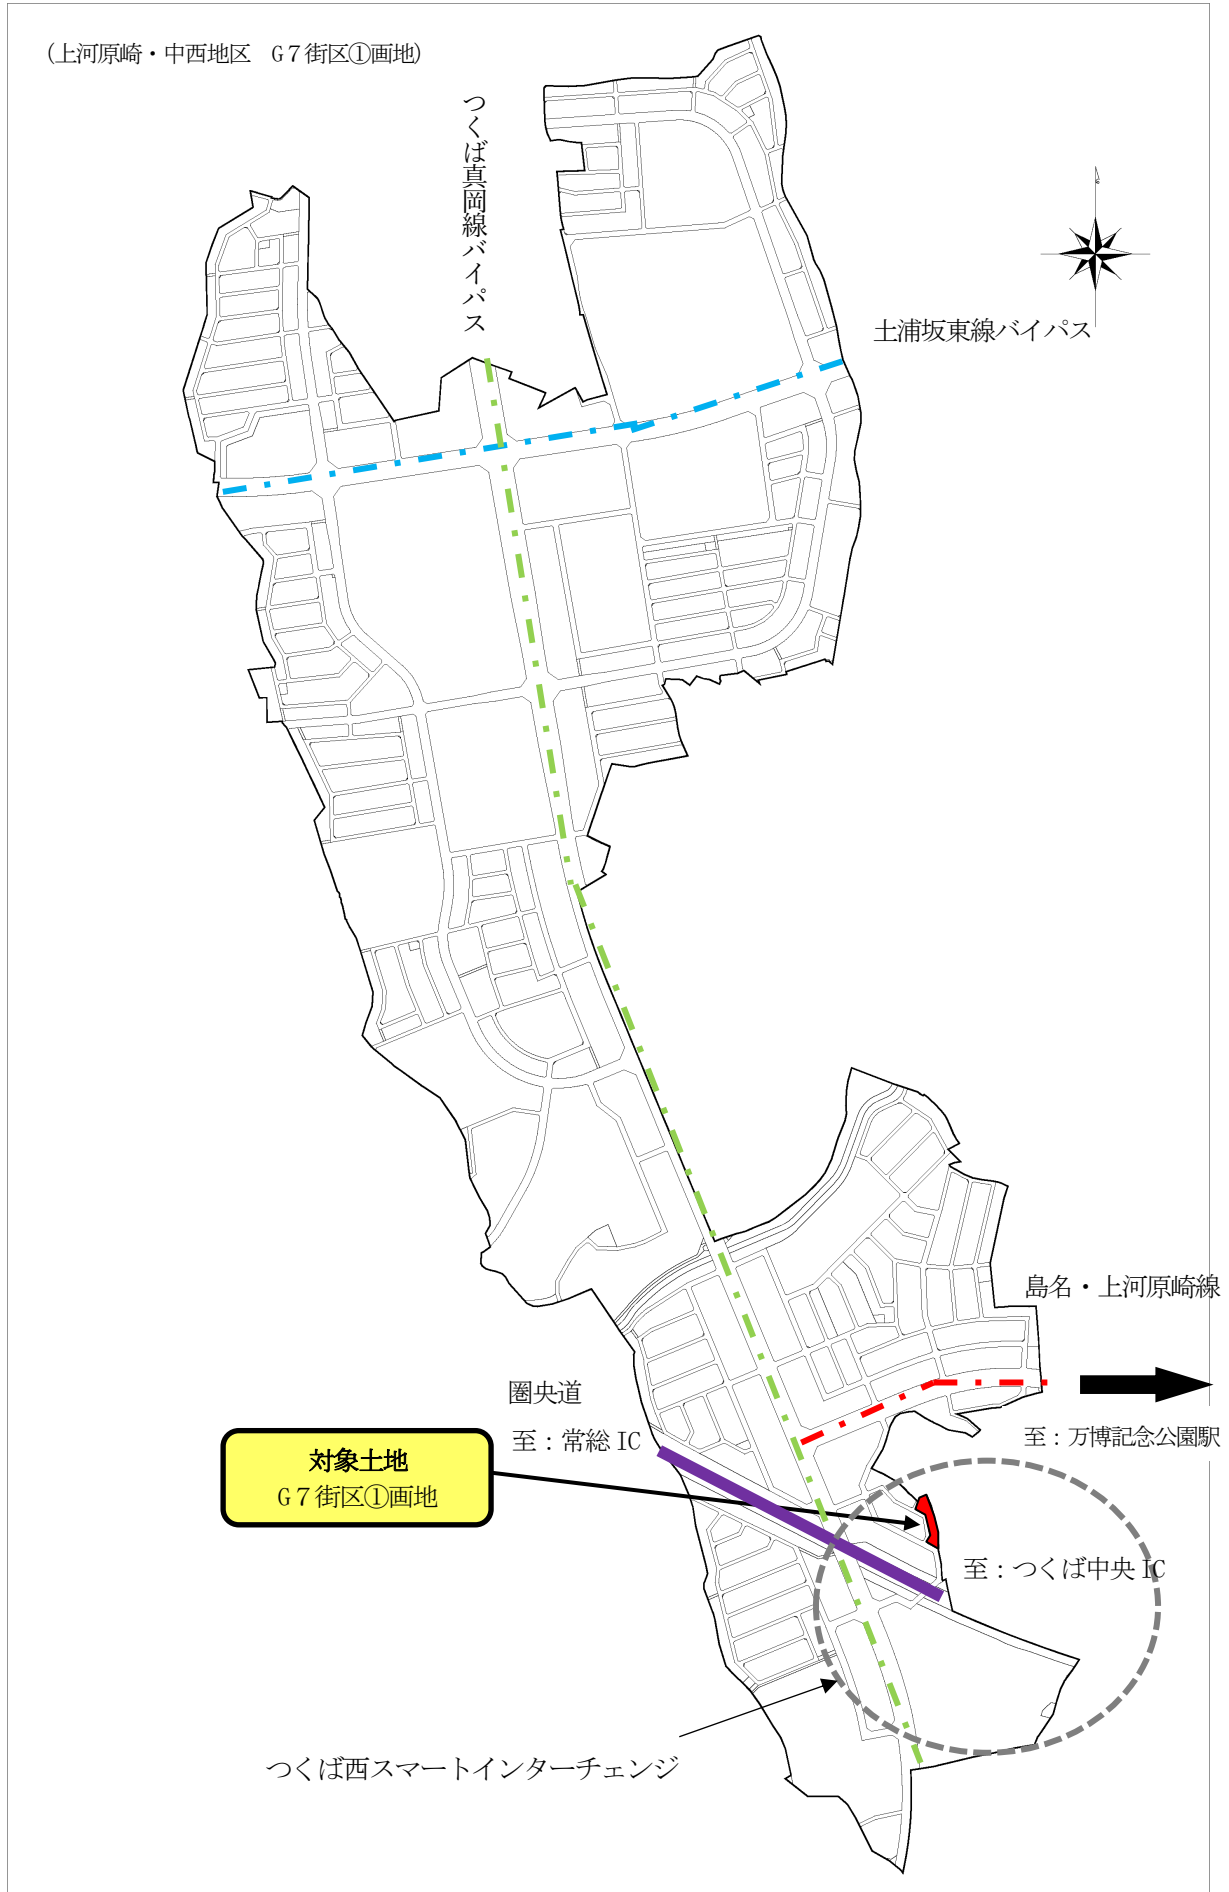 (上河原崎・中西地区　G７街区①画地)
つくば真岡線バイパス
土浦坂東線バイパス
島名・上河原崎線
圏央道
至：常総 IC
至：万博記念公園駅
対象土地
G７街区①画地
至：つくば中央 IC
つくば西スマートインターチェンジ